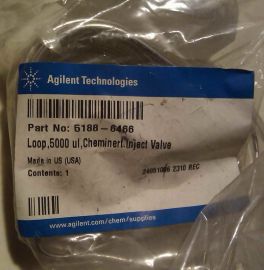 Agilent Technologies
Part No: 5188-6466
Loop,5000 ul,Cheminert Inject Valve
Made in US (USA)
Contents: 1
2310 REC
www.agilent.com/chem/supplies